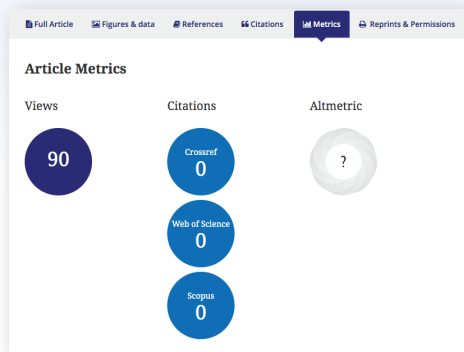 Full Article Figures & data References Citations Metrics Reprints & Permissions
Article Metrics
Views Citations Altmetric
90
Crossref
0
?
Web of Science
0
Scopus
0